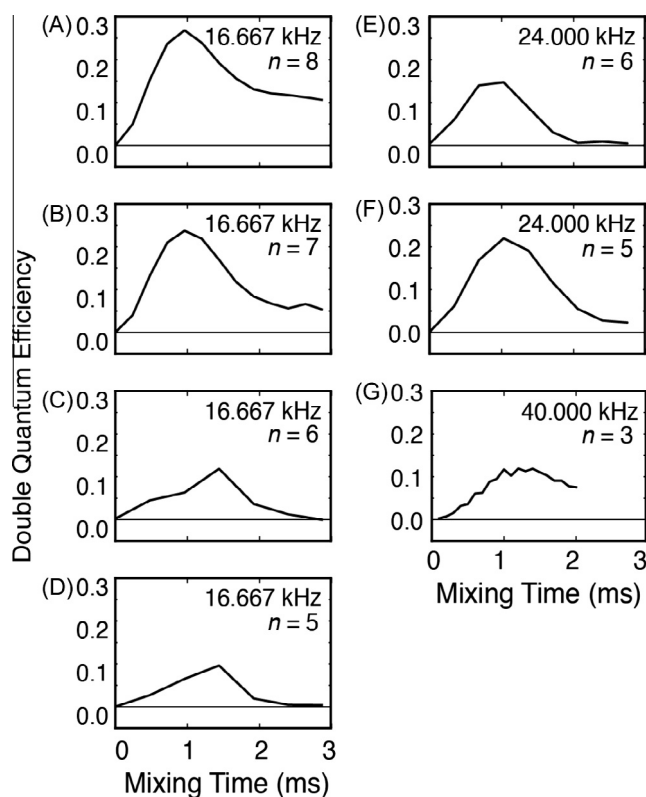 Double Quantum Efficiency
(A)
16.667 kHz
n = 8
0.3
0.2
0.1
0.0
(B)
16.667 kHz
n = 7
0.3
0.2
0.1
0.0
(C)
16.667 kHz
n = 6
0.3
0.2
0.1
0.0
(D)
16.667 kHz
n = 5
0.3
0.2
0.1
0.0
0 1 2 3
Mixing Time (ms)
(E)
24.000 kHz
n = 6
0.3
0.2
0.1
0.0
(F)
24.000 kHz
n = 5
0.3
0.2
0.1
0.0
(G)
40.000 kHz
n = 3
0.3
0.2
0.1
0.0
0 1 2 3
Mixing Time (ms)